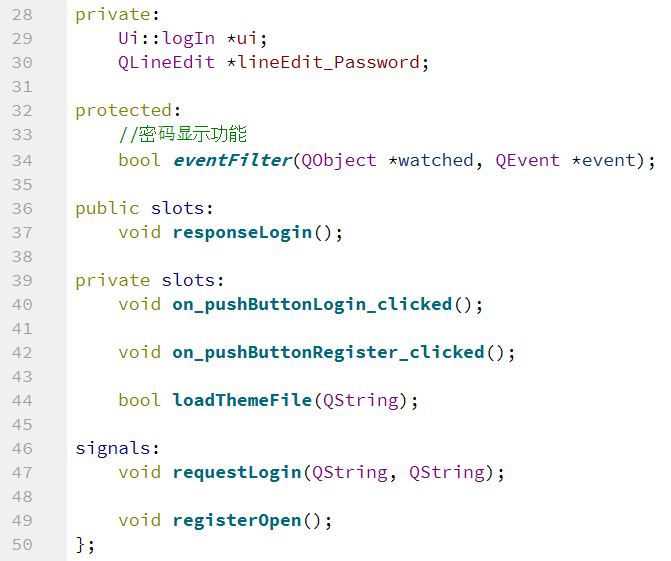 28 private:
29     Ui::logIn *ui;
30     QLineEdit *lineEdit_Password;
31
32 protected:
33     //密码显示功能
34     bool eventFilter(QObject *watched, QEvent *event);
35
36 public slots:
37     void responseLogin();
38
39 private slots:
40     void on_pushButtonLogin_clicked();
41
42     void on_pushButtonRegister_clicked();
43
44     bool loadThemeFile(QString);
45
46 signals:
47     void requestLogin(QString, QString);
48
49     void registerOpen();
50 };